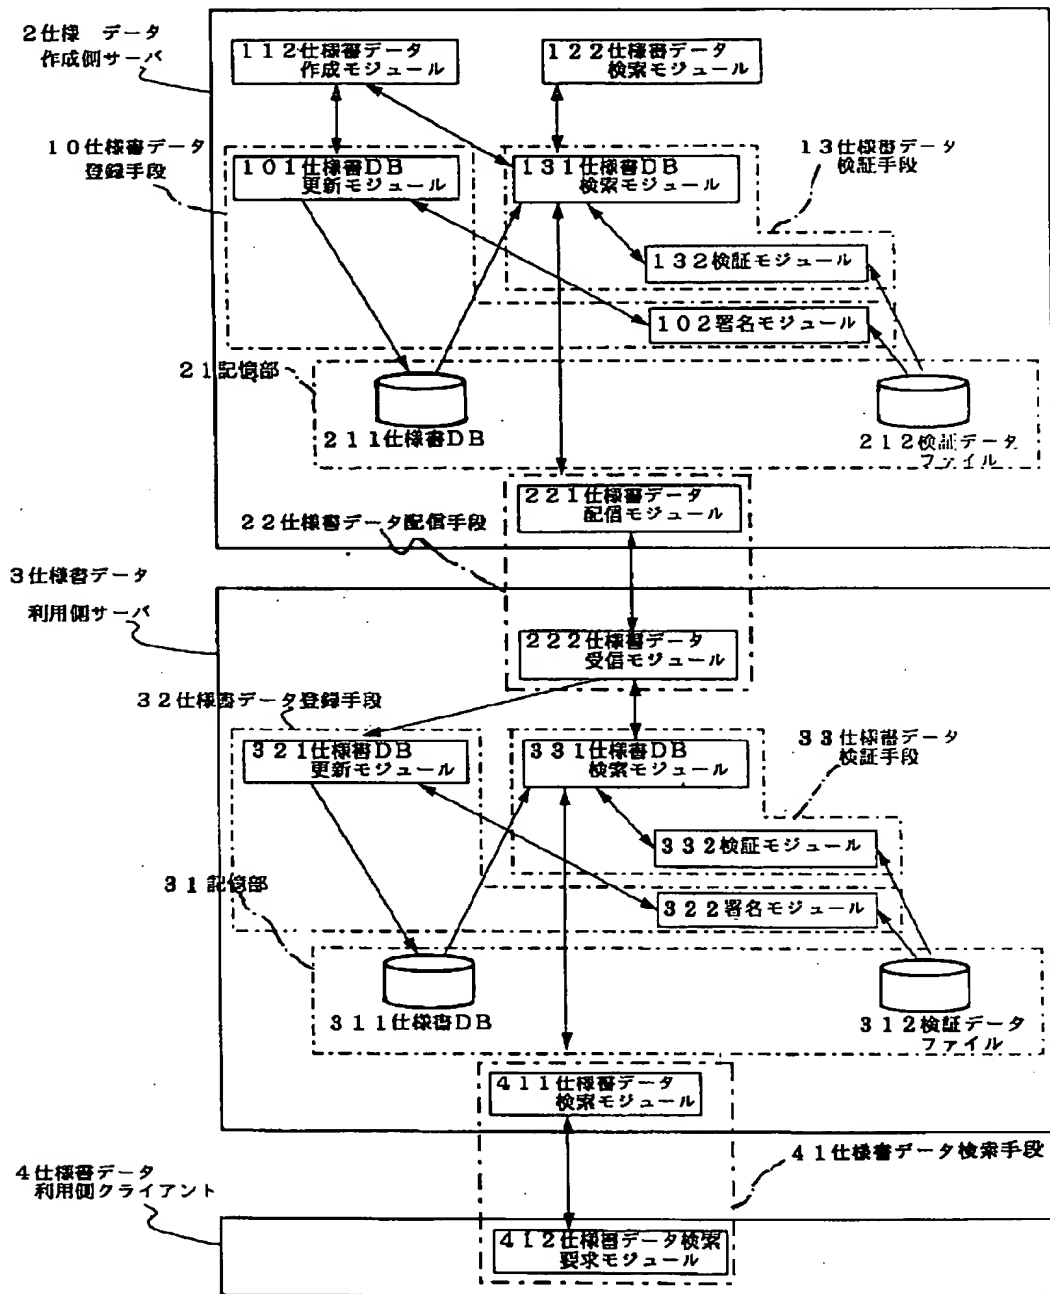 2仕様 データ
作成側サーバ
112仕様書データ
作成モジュール
122仕様書データ
検索モジュール
10仕様書データ
登録手段
101仕様書DB
更新モジュール
131仕様書DB
検索モジュール
13仕様書データ
検証手段
132検証モジュール
102署名モジュール
21記憶部
211仕様書DB
212検証データ
ファイル
221仕様書データ
配信モジュール
22仕様書データ配信手段
3仕様書データ
利用側サーバ
222仕様書データ
受信モジュール
32仕様書データ登録手段
321仕様書DB
更新モジュール
331仕様書DB
検索モジュール
33仕様書データ
検証手段
332検証モジュール
31記憶部
322署名モジュール
311仕様書DB
312検証データ
ファイル
411仕様書データ
検索モジュール
41仕様書データ検索手段
4仕様書データ
利用側クライアント
412仕様書データ検索
要求モジュール